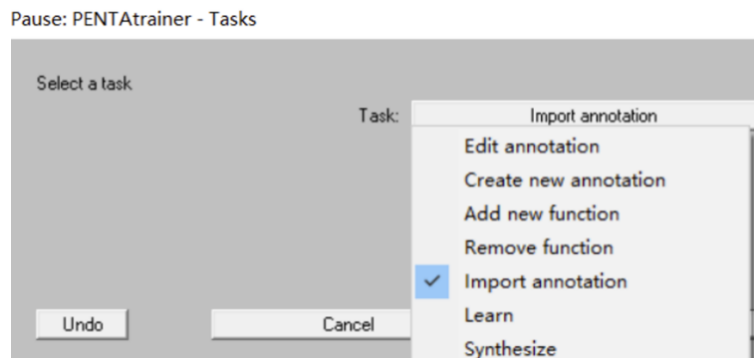 Pause: PENTAtrainer - Tasks
Select a task
Task:
Import annotation
Edit annotation
Create new annotation
Add new function
Remove function
Import annotation
Learn
Synthesize
Undo
Cancel